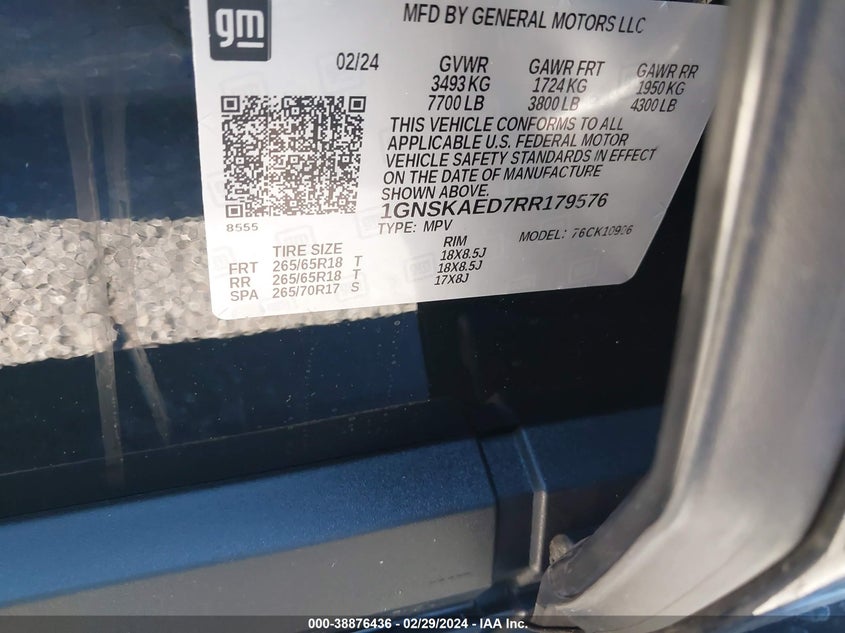 gm
MFD BY GENERAL MOTORS LLC
02/24
GVWR GAWR FRT GAWR RR
3493 KG 1724 KG 1950 KG
7700 LB 3800 LB 4300 LB
THIS VEHICLE CONFORMS TO ALL
APPLICABLE U.S. FEDERAL MOTOR
VEHICLE SAFETY STANDARDS IN EFFECT
ON THE DATE OF MANUFACTURE
SHOWN ABOVE.
8555
1GNSKAED7RR179576
TYPE: MPV MODEL: 76CK10906
TIRE SIZE RIM
FRT 265/65R18 T 18X8.5J
RR 265/65R18 T 18X8.5J
SPA 265/70R17 S 17X8J
000-38876436 - 02/29/2024 - IAA Inc.